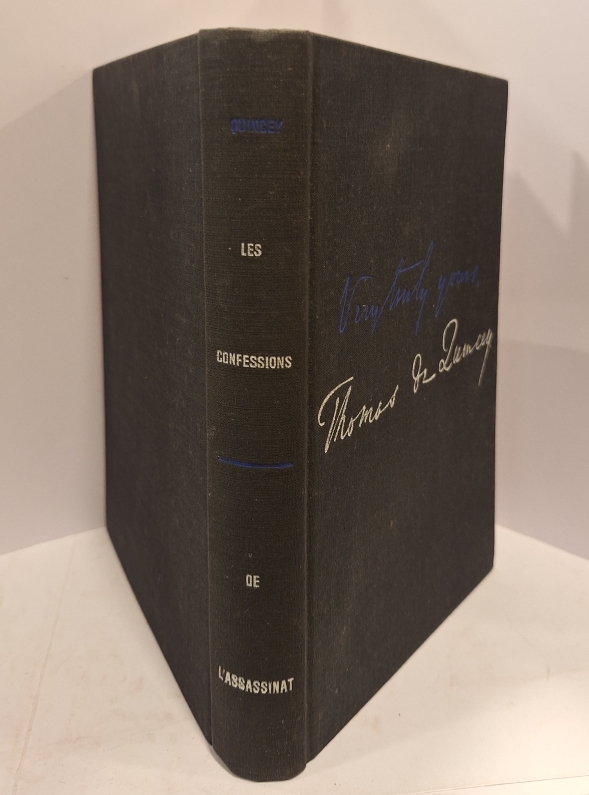 QUINCEY
LES
CONFESSIONS
DE
L'ASSASSINAT
Very truly yours,
Thomas De Quincey